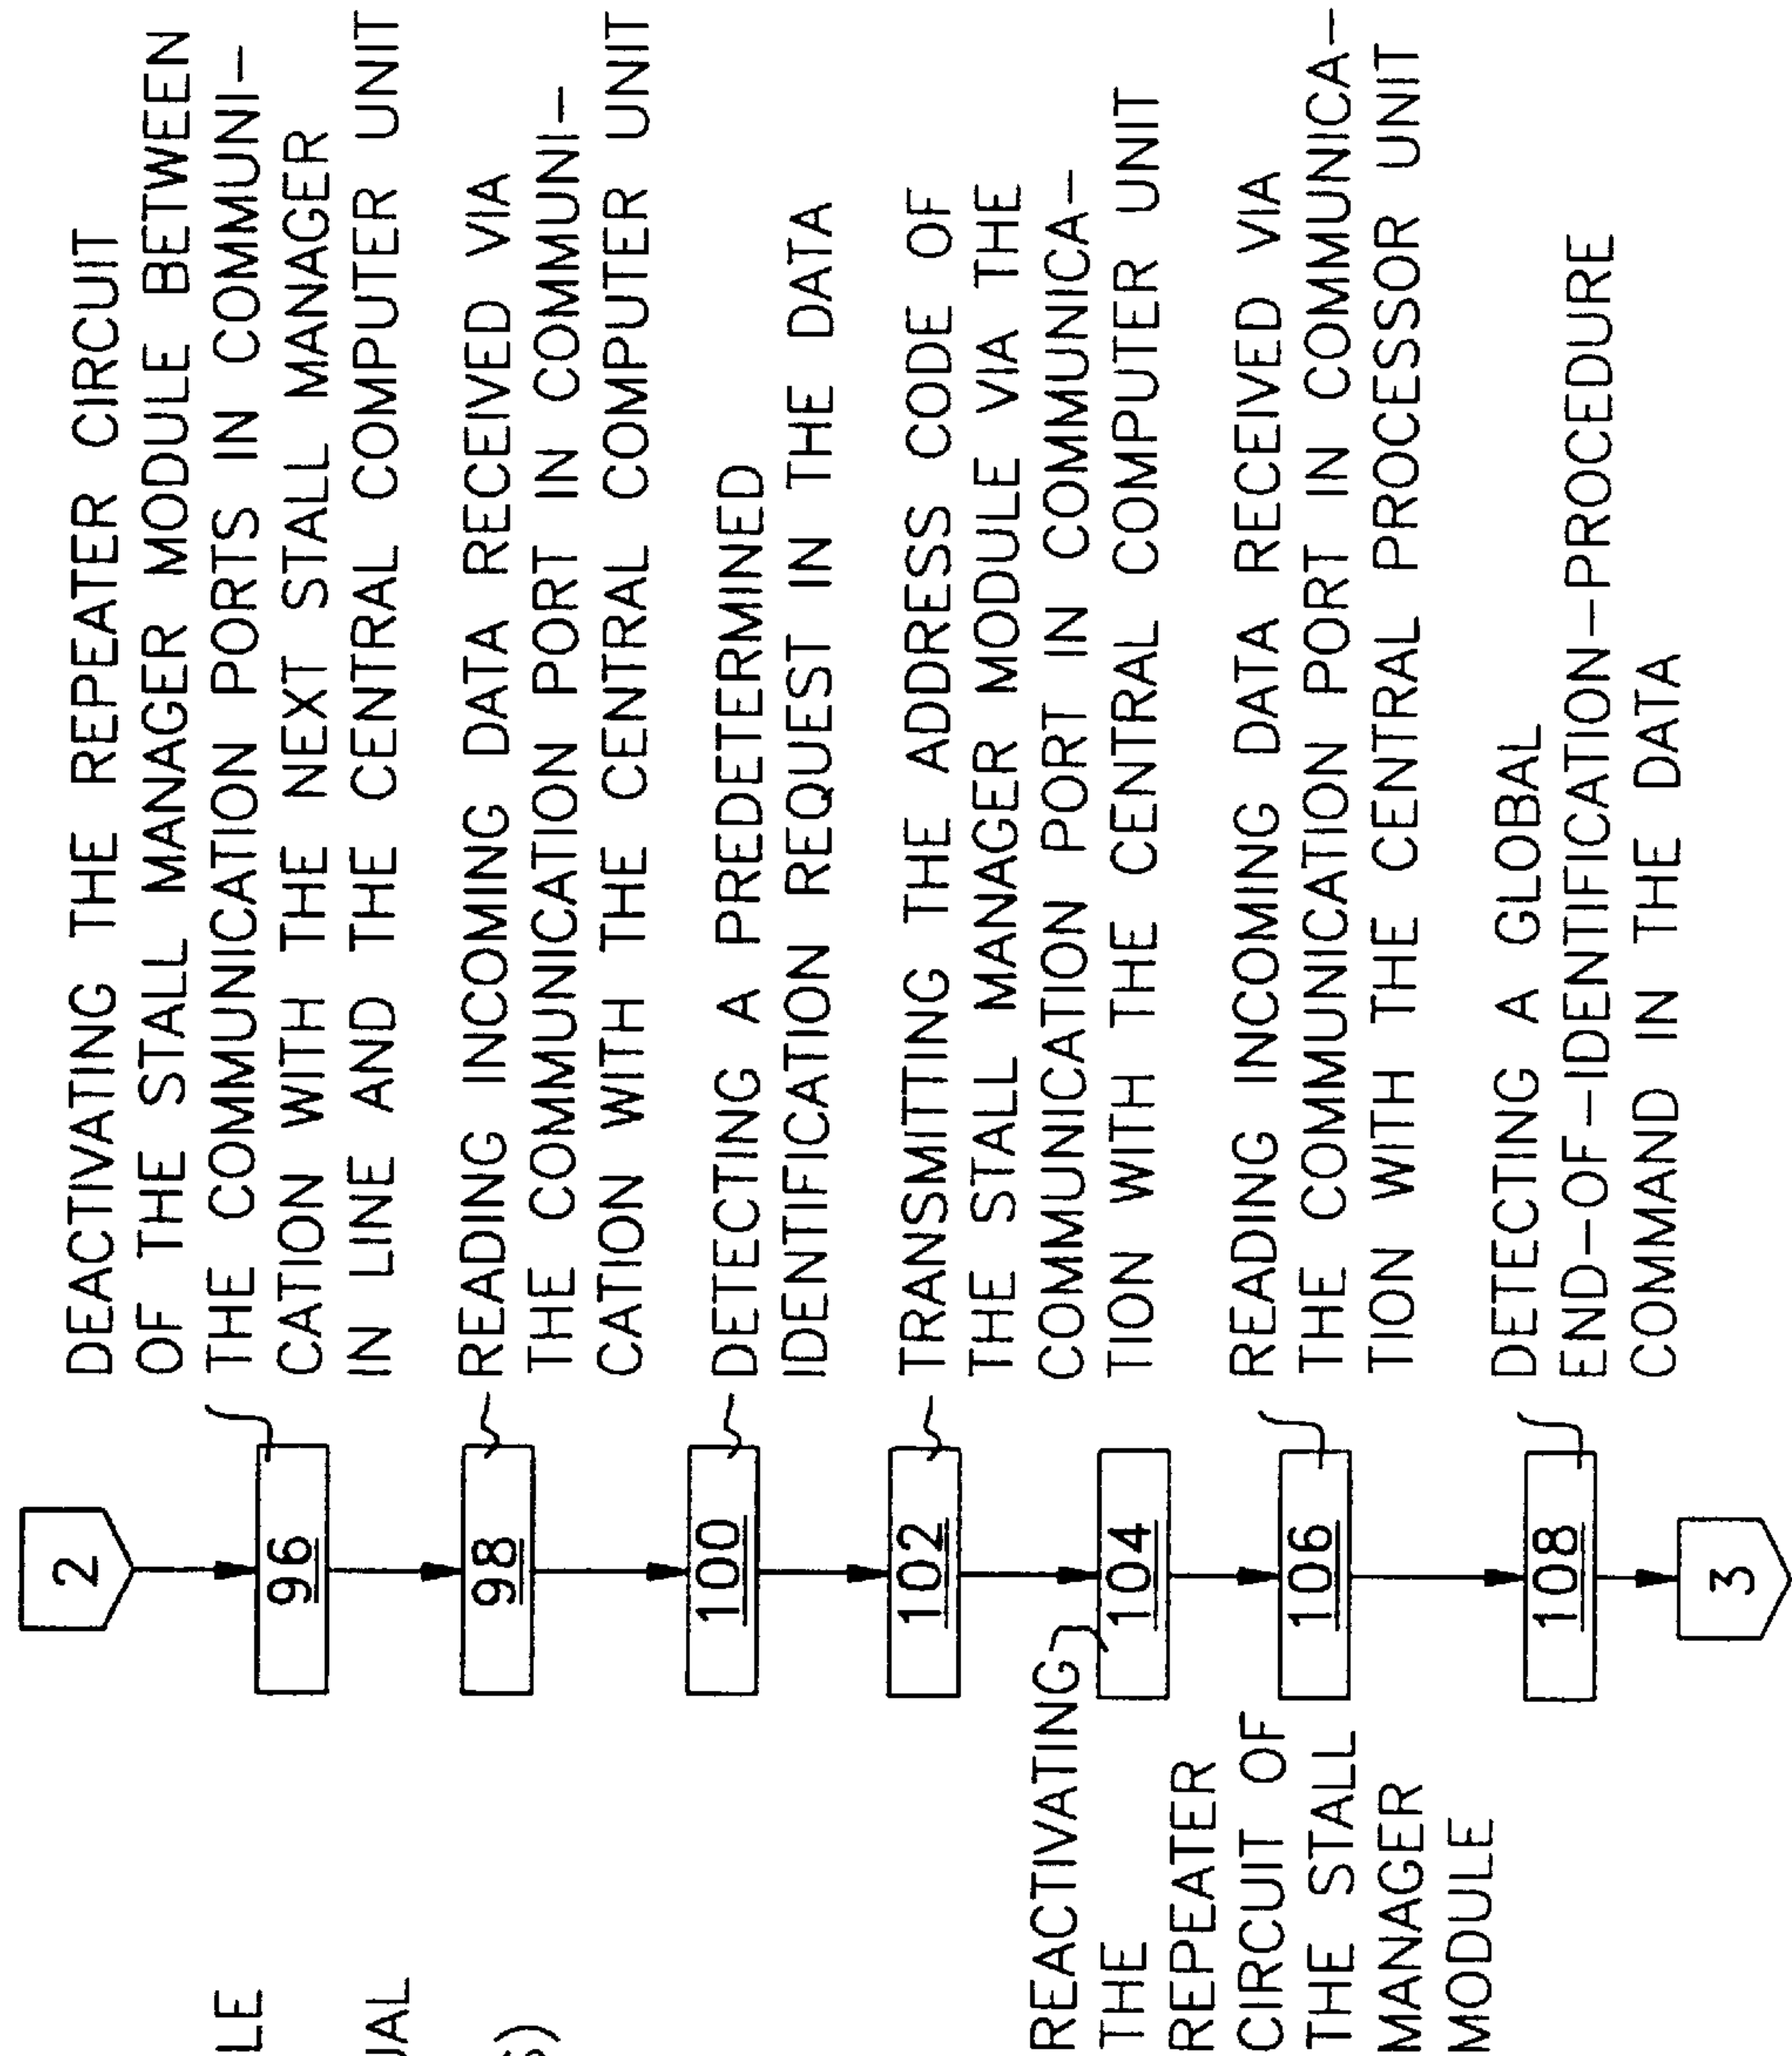 2
96
DEACTIVATING THE REPEATER CIRCUIT
OF THE STALL MANAGER MODULE BETWEEN
THE COMMUNICATION PORTS IN COMMUNI-
CATION WITH THE NEXT STALL MANAGER
IN LINE AND THE CENTRAL COMPUTER UNIT
98
READING INCOMING DATA RECEIVED VIA
THE COMMUNICATION PORT IN COMMUNI-
CATION WITH THE CENTRAL COMPUTER UNIT
100
DETECTING A PREDETERMINED
IDENTIFICATION REQUEST IN THE DATA
102
TRANSMITTING THE ADDRESS CODE OF
THE STALL MANAGER MODULE VIA THE
COMMUNICATION PORT IN COMMUNICA-
TION WITH THE CENTRAL COMPUTER UNIT
REACTIVATING
THE
REPEATER
CIRCUIT OF
THE STALL
MANAGER
MODULE
104
106
READING INCOMING DATA RECEIVED VIA
THE COMMUNICATION PORT IN COMMUNICA-
TION WITH THE CENTRAL PROCESSOR UNIT
108
DETECTING A GLOBAL
END-OF-IDENTIFICATION-PROCEDURE
COMMAND IN THE DATA
3